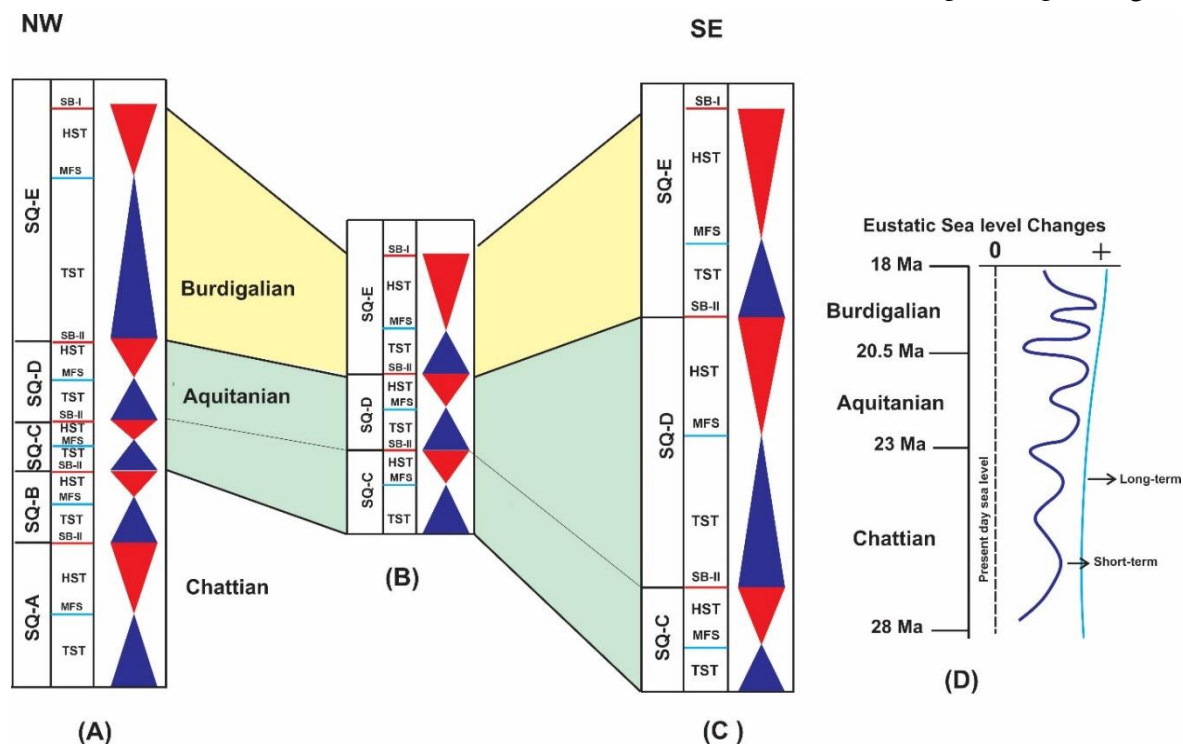 NW
SE
SB-I
HST
MFS
SQ-E
TST
SB-II
HST
MFS
SQ-D
TST
SB-II
HST
MFS
SQ-C
TST
SB-II
HST
MFS
SQ-B
TST
SB-II
HST
MFS
SQ-A
TST
(A)
Burdigalian
Aquitanian
Chattian
SB-I
HST
SQ-E
MFS
TST
SB-II
HST
MFS
SQ-D
TST
SB-II
HST
MFS
SQ-C
TST
(B)
SB-I
HST
SQ-E
MFS
TST
SB-II
HST
SQ-D
MFS
TST
SB-II
HST
SQ-C
MFS
TST
(C )
Eustatic Sea level Changes
0 +
18 Ma
Burdigalian
20.5 Ma
Aquitanian
23 Ma
Chattian
28 Ma
Present day sea level
Long-term
Short-term
(D)